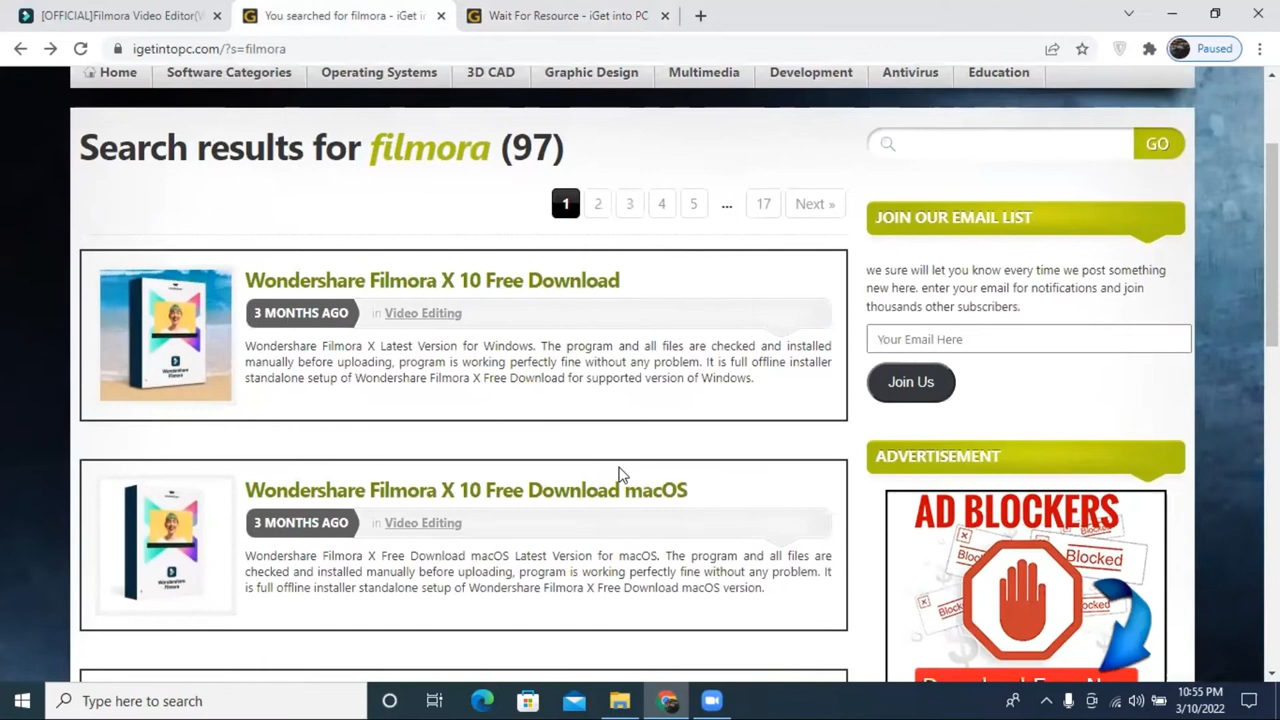 [OFFICIAL]Filmora Video Editor(W
You searched for filmora - iGet in
Wait For Resource - iGet into PC
igetintopc.com/?s=filmora
Paused
Home
Software Categories
Operating Systems
3D CAD
Graphic Design
Multimedia
Development
Antivirus
Education
Search results for filmora (97)
GO
1 2 3 4 5 ... 17 Next »
JOIN OUR EMAIL LIST
we sure will let you know every time we post something
new here. enter your email for notifications and join
thousands other subscribers.
Your Email Here
Join Us
Wondershare Filmora X 10 Free Download
3 MONTHS AGO in Video Editing
Wondershare Filmora X Latest Version for Windows. The program and all files are checked and installed
manually before uploading, program is working perfectly fine without any problem. It is full offline installer
standalone setup of Wondershare Filmora X Free Download for supported version of Windows.
ADVERTISEMENT
AD BLOCKERS
Blocked
Wondershare Filmora X 10 Free Download macOS
3 MONTHS AGO in Video Editing
Wondershare Filmora X Free Download macOS Latest Version for macOS. The program and all files are
checked and installed manually before uploading, program is working perfectly fine without any problem. It
is full offline installer standalone setup of Wondershare Filmora X Free Download macOS version.
Type here to search
10:55 PM
3/10/2022